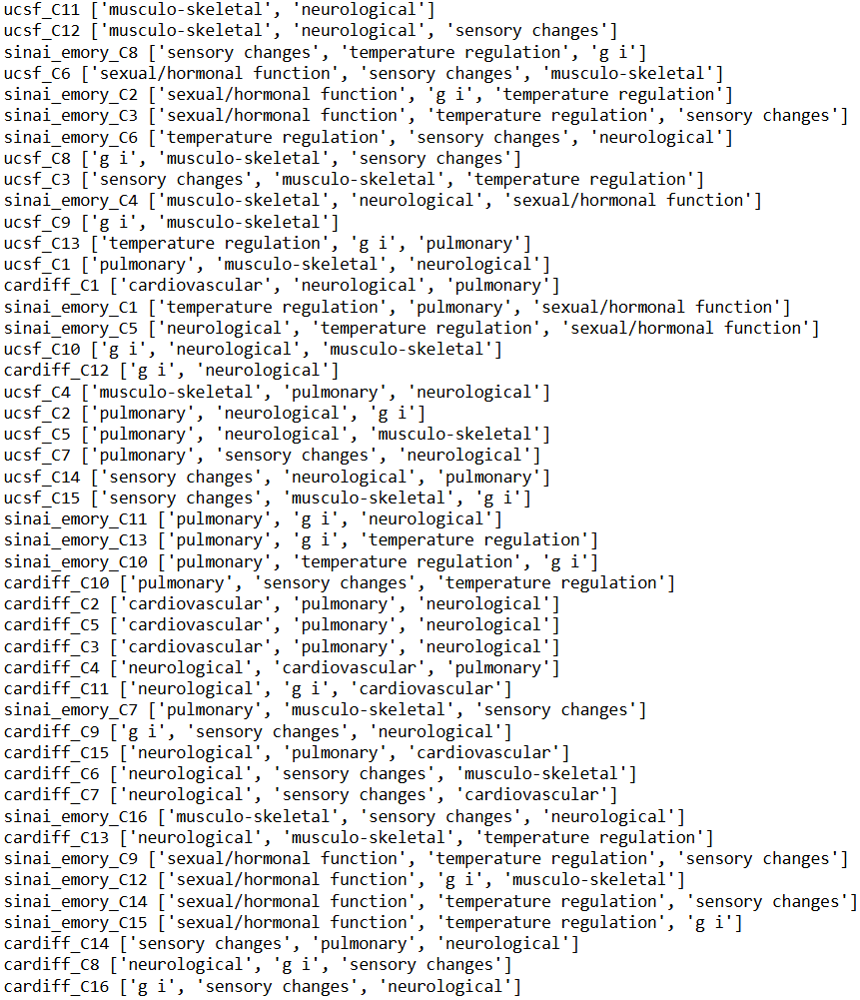 ucsf_C11 ['musculo-skeletal', 'neurological']
ucsf_C12 ['musculo-skeletal', 'neurological', 'sensory changes']
sinai_emory_C8 ['sensory changes', 'temperature regulation', 'g i']
ucsf_C6 ['sexual/hormonal function', 'sensory changes', 'musculo-skeletal']
sinai_emory_C2 ['sexual/hormonal function', 'g i', 'temperature regulation']
sinai_emory_C3 ['sexual/hormonal function', 'temperature regulation', 'sensory changes']
sinai_emory_C6 ['temperature regulation', 'sensory changes', 'neurological']
ucsf_C8 ['g i', 'musculo-skeletal', 'sensory changes']
ucsf_C3 ['sensory changes', 'musculo-skeletal', 'temperature regulation']
sinai_emory_C4 ['musculo-skeletal', 'neurological', 'sexual/hormonal function']
ucsf_C9 ['g i', 'musculo-skeletal']
ucsf_C13 ['temperature regulation', 'g i', 'pulmonary']
ucsf_C1 ['pulmonary', 'musculo-skeletal', 'neurological']
cardiff_C1 ['cardiovascular', 'neurological', 'pulmonary']
sinai_emory_C1 ['temperature regulation', 'pulmonary', 'sexual/hormonal function']
sinai_emory_C5 ['neurological', 'temperature regulation', 'sexual/hormonal function']
ucsf_C10 ['g i', 'neurological', 'musculo-skeletal']
cardiff_C12 ['g i', 'neurological']
ucsf_C4 ['musculo-skeletal', 'pulmonary', 'neurological']
ucsf_C2 ['pulmonary', 'neurological', 'g i']
ucsf_C5 ['pulmonary', 'neurological', 'musculo-skeletal']
ucsf_C7 ['pulmonary', 'sensory changes', 'neurological']
ucsf_C14 ['sensory changes', 'neurological', 'pulmonary']
ucsf_C15 ['sensory changes', 'musculo-skeletal', 'g i']
sinai_emory_C11 ['pulmonary', 'g i', 'neurological']
sinai_emory_C13 ['pulmonary', 'g i', 'temperature regulation']
sinai_emory_C10 ['pulmonary', 'temperature regulation', 'g i']
cardiff_C10 ['pulmonary', 'sensory changes', 'temperature regulation']
cardiff_C2 ['cardiovascular', 'pulmonary', 'neurological']
cardiff_C5 ['cardiovascular', 'pulmonary', 'neurological']
cardiff_C3 ['cardiovascular', 'pulmonary', 'neurological']
cardiff_C4 ['neurological', 'cardiovascular', 'pulmonary']
cardiff_C11 ['neurological', 'g i', 'cardiovascular']
sinai_emory_C7 ['pulmonary', 'musculo-skeletal', 'sensory changes']
cardiff_C9 ['g i', 'sensory changes', 'neurological']
cardiff_C15 ['neurological', 'pulmonary', 'cardiovascular']
cardiff_C6 ['neurological', 'sensory changes', 'musculo-skeletal']
cardiff_C7 ['neurological', 'sensory changes', 'cardiovascular']
sinai_emory_C16 ['musculo-skeletal', 'sensory changes', 'neurological']
cardiff_C13 ['neurological', 'musculo-skeletal', 'temperature regulation']
sinai_emory_C9 ['sexual/hormonal function', 'temperature regulation', 'sensory changes']
sinai_emory_C12 ['sexual/hormonal function', 'g i', 'musculo-skeletal']
sinai_emory_C14 ['sexual/hormonal function', 'temperature regulation', 'sensory changes']
sinai_emory_C15 ['sexual/hormonal function', 'temperature regulation', 'g i']
cardiff_C14 ['sensory changes', 'pulmonary', 'neurological']
cardiff_C8 ['neurological', 'g i', 'sensory changes']
cardiff_C16 ['g i', 'sensory changes', 'neurological']